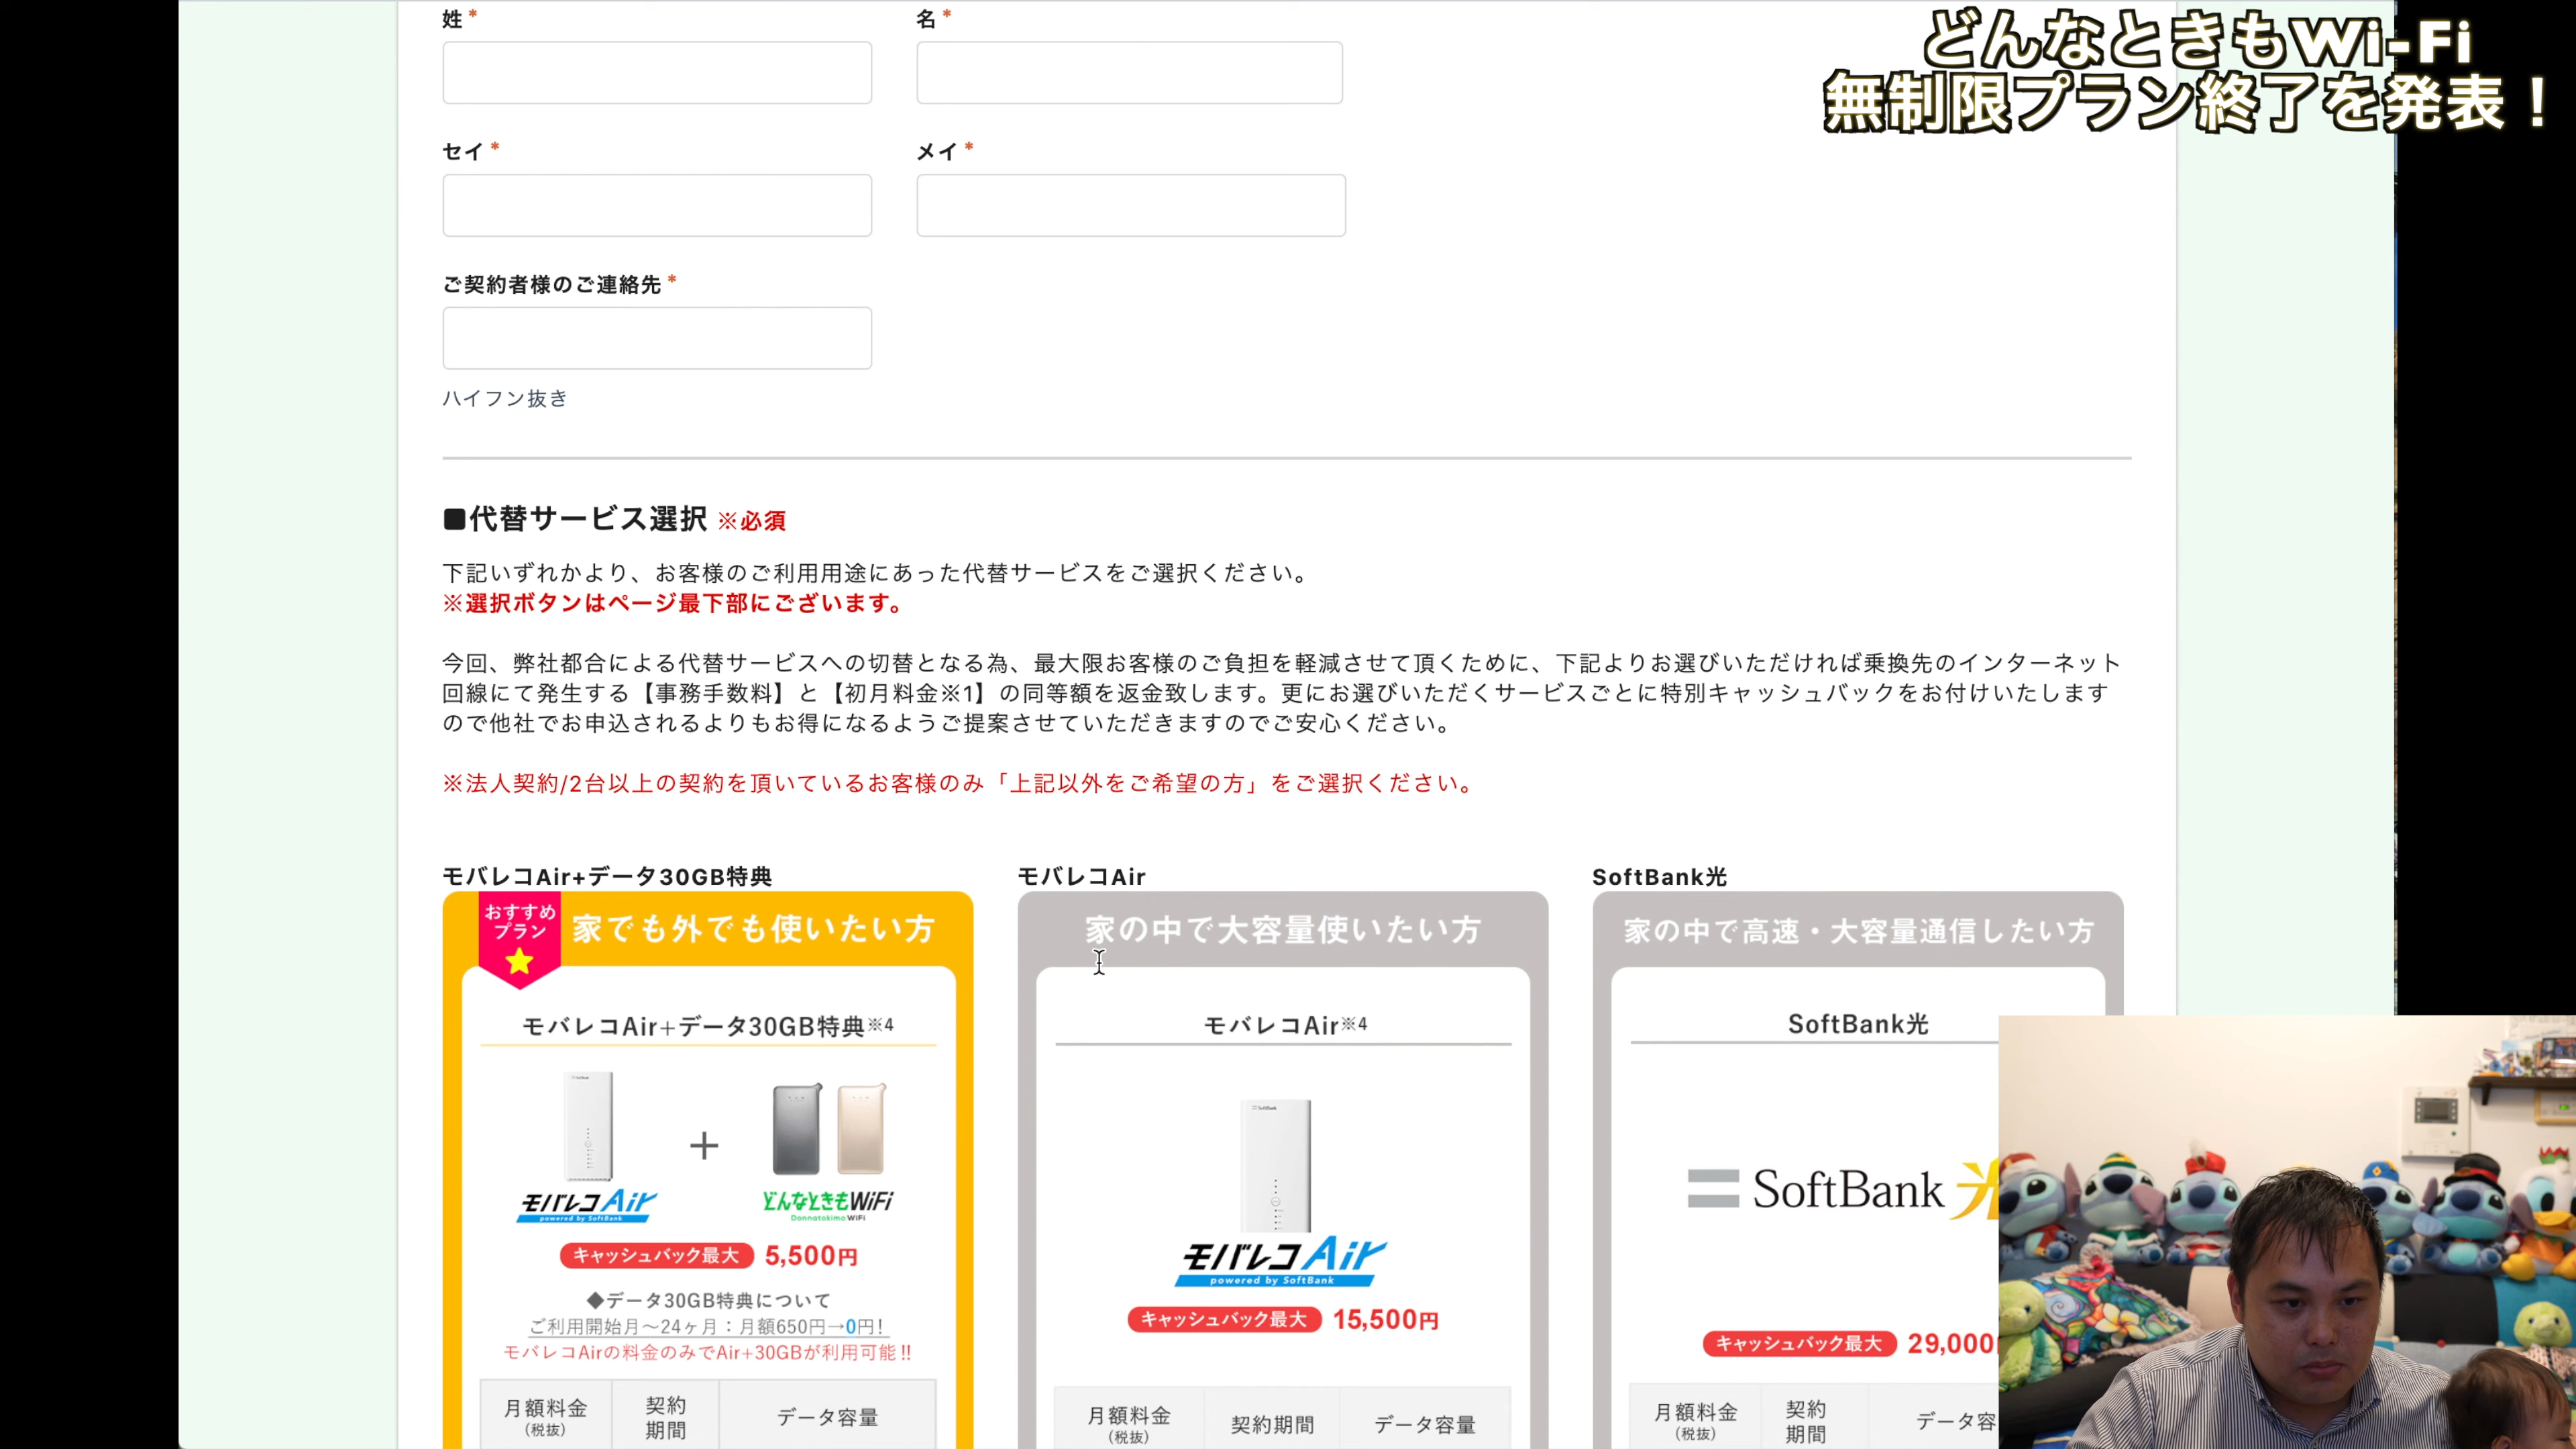 どんなときもWi-Fi
無制限プラン終了を発表！
姓*
名*
セイ*
メイ*
ご契約者様のご連絡先*
ハイフン抜き
■代替サービス選択 ※必須
下記いずれかより、お客様のご利用用途にあった代替サービスをご選択ください。
※選択ボタンはページ最下部にございます。
今回、弊社都合による代替サービスへの切替となる為、最大限お客様のご負担を軽減させて頂くために、下記よりお選びいただければ乗換先のインターネット
回線にて発生する【事務手数料】と【初月料金※1】の同等額を返金致します。更にお選びいただくサービスごとに特別キャッシュバックをお付けいたします
ので他社でお申込されるよりもお得になるようご提案させていただきますのでご安心ください。
※法人契約/2台以上の契約を頂いているお客様のみ「上記以外をご希望の方」をご選択ください。
モバレコAir+データ30GB特典
おすすめ
プラン
家でも外でも使いたい方
モバレコAir+データ30GB特典※4
+
モバレコAir
powered by SoftBank
どんなときもWiFi
Donnatokimo WiFi
キャッシュバック最大 5,500円
◆データ30GB特典について
ご利用開始月～24ヶ月：月額650円→0円!
モバレコAirの料金のみでAir+30GBが利用可能!!
月額料金
(税抜)
契約
期間
データ容量
モバレコAir
家の中で大容量使いたい方
モバレコAir※4
モバレコAir
powered by SoftBank
キャッシュバック最大 15,500円
月額料金
(税抜)
契約期間
データ容量
SoftBank光
家の中で高速・大容量通信したい方
SoftBank光
SoftBank 光
キャッシュバック最大 29,000
月額料金
(税抜)
契約
期間
データ容